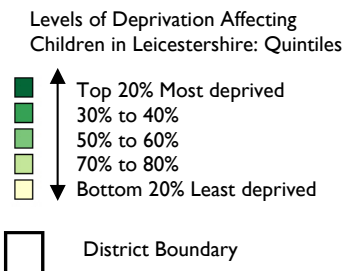 Levels of Deprivation Affecting
Children in Leicestershire: Quintiles
Top 20% Most deprived
30% to 40%
50% to 60%
70% to 80%
Bottom 20% Least deprived
District Boundary